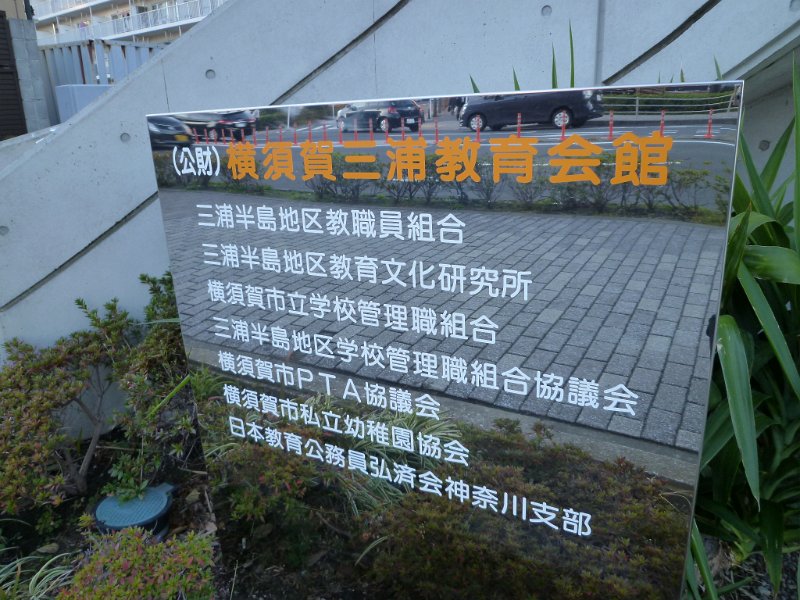 (公財)横須賀三浦教育会館
三浦半島地区教職員組合
三浦半島地区教育文化研究所
横須賀市立学校管理職組合
三浦半島地区学校管理職組合協議会
横須賀市PTA協議会
横須賀市私立幼稚園協会
日本教育公務員弘済会神奈川支部